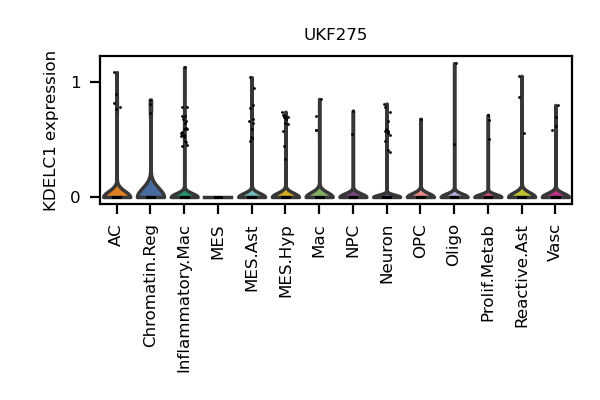 UKF275
KDELC1 expression
1
0
AC
Chromatin.Reg
Inflammatory.Mac
MES
MES.Ast
MES.Hyp
Mac
NPC
Neuron
OPC
Oligo
Prolif.Metab
Reactive.Ast
Vasc